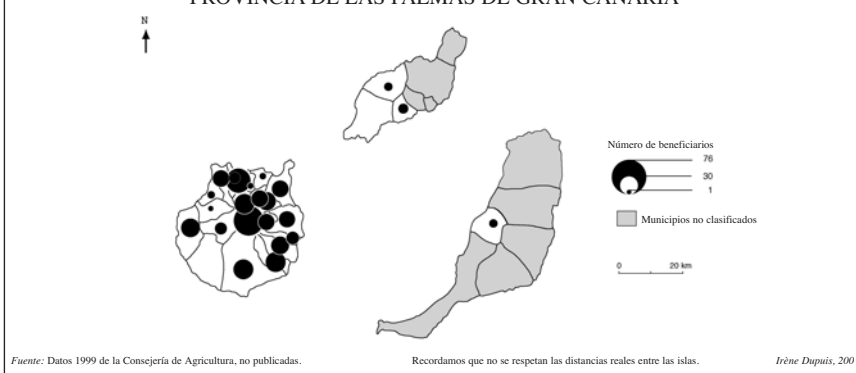 PROVINCIA DE LAS PALMAS DE GRAN CANARIA
N
Número de beneficiarios
76
30
1
Municipios no clasificados
0 20 km
Fuente: Datos 1999 de la Consejería de Agricultura, no publicadas. Recordamos que no se respetan las distancias reales entre las islas. Irène Dupuis, 200